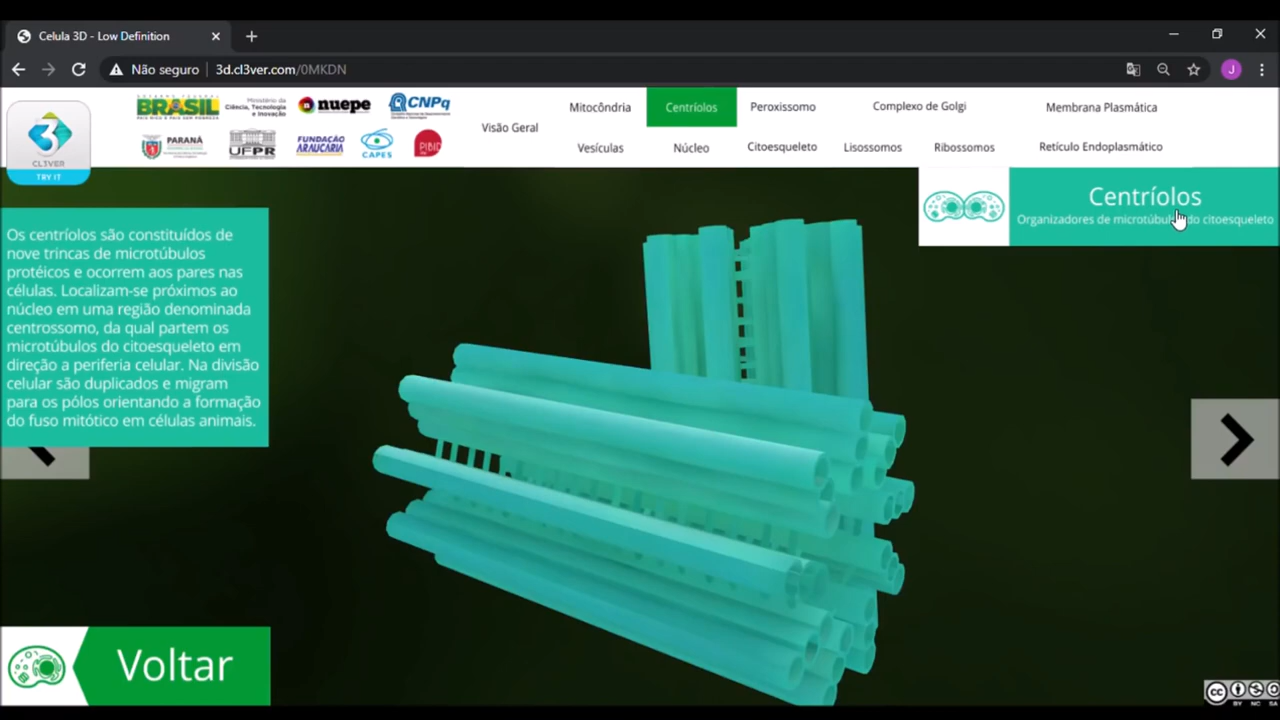 Celula 3D - Low Definition
Não seguro
3d.cl3ver.com/0MKDN
J
CL3VER
TRY IT
BRASIL
Ministério da
Ciência, Tecnologia
e Inovação
nuepe
CNPq
PARANÁ
UFPR
FUNDAÇÃO
ARAUCÁRIA
CAPES
PIBID
Visão Geral
Mitocôndria
Centríolos
Peroxissomo
Complexo de Golgi
Membrana Plasmática
Vesículas
Núcleo
Citoesqueleto
Lisossomos
Ribossomos
Retículo Endoplasmático
Centríolos
Organizadores de microtúbulos do citoesqueleto
Os centríolos são constituídos de
nove trincas de microtúbulos
protéicos e ocorrem aos pares nas
células. Localizam-se próximos ao
núcleo em uma região denominada
centrossomo, da qual partem os
microtúbulos do citoesqueleto em
direção a periferia celular. Na divisão
celular são duplicados e migram
para os pólos orientando a formação
do fuso mitótico em células animais.
Voltar
cc
BY NC SA